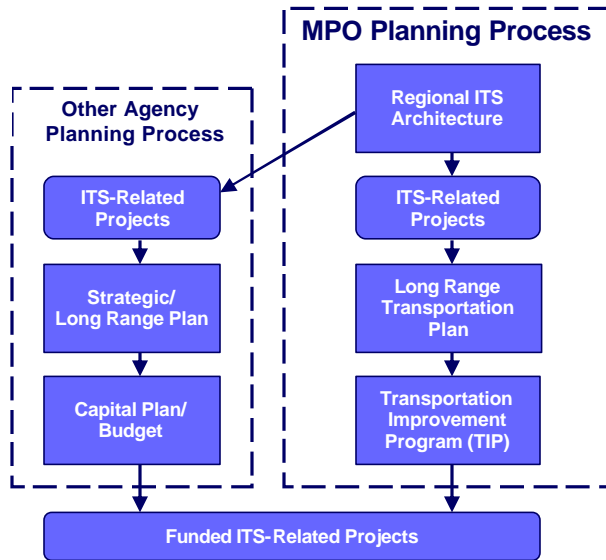 MPO Planning Process
Regional ITS
Architecture
ITS-Related
Projects
Long Range
Transportation
Plan
Transportation
Improvement
Program (TIP)
Other Agency
Planning Process
ITS-Related
Projects
Strategic/
Long Range Plan
Capital Plan/
Budget
Funded ITS-Related Projects